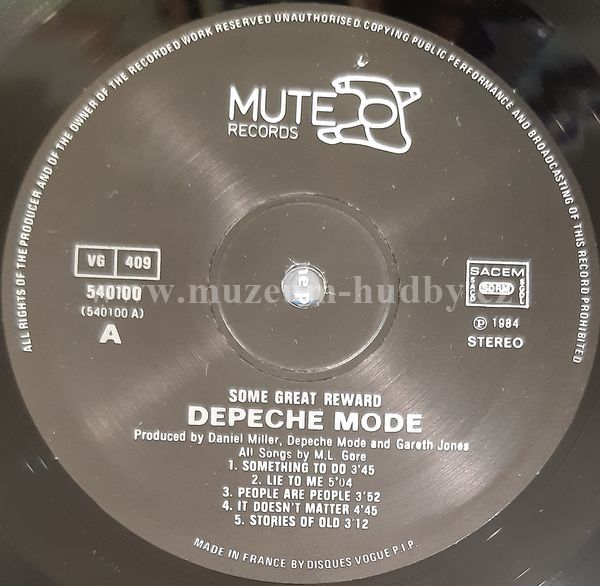 ALL RIGHTS OF THE PRODUCER AND OF THE OWNER OF THE RECORDED WORK RESERVED UNAUTHORISED COPYING PUBLIC PERFORMANCE AND BROADCASTING OF THIS RECORD PROHIBITED
MUTE
RECORDS
VG 409
540100
(540100 A)
A
SACEM
SACD SDRM SGDL
℗ 1984
STEREO
www.muzeum-hudby.cz
SOME GREAT REWARD
DEPECHE MODE
Produced by Daniel Miller, Depeche Mode and Gareth Jones
All Songs by M.L. Gore
1. SOMETHING TO DO 3'45
2. LIE TO ME 5'04
3. PEOPLE ARE PEOPLE 3'52
4. IT DOESN'T MATTER 4'45
5. STORIES OF OLD 3'12
MADE IN FRANCE BY DISQUES VOGUE P.I.P.